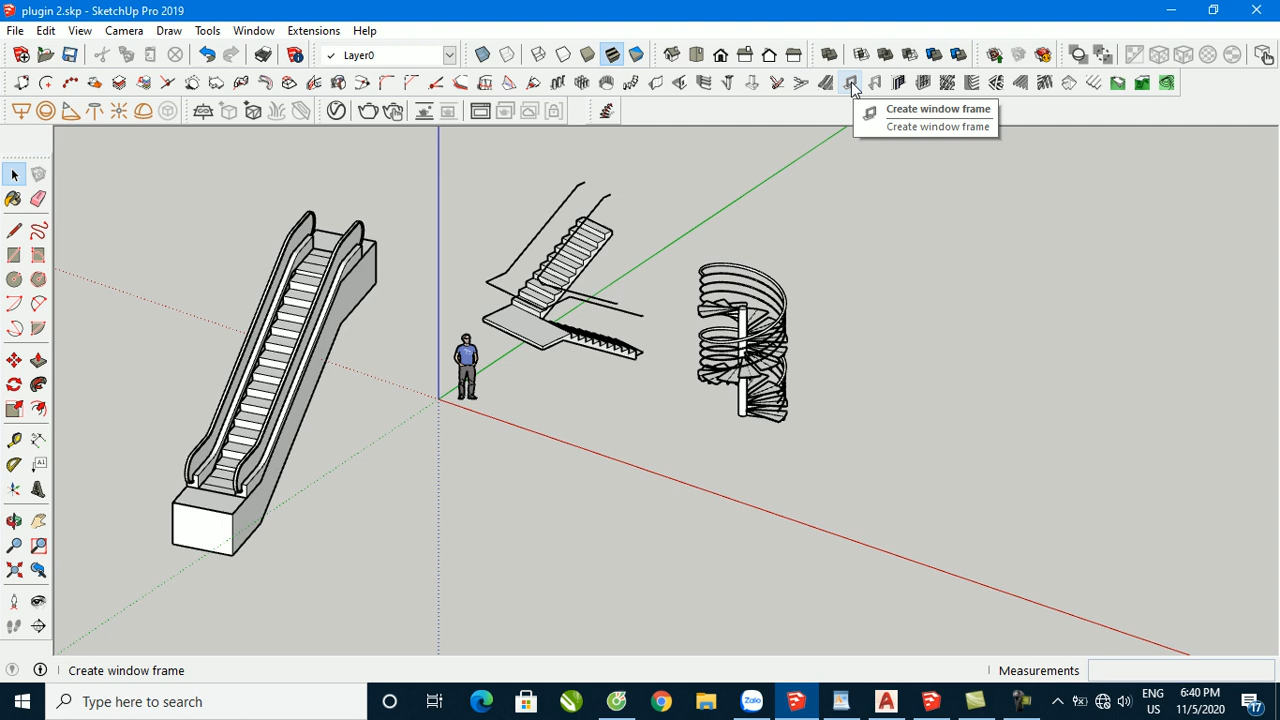 plugin 2.skp - SketchUp Pro 2019
File Edit View Camera Draw Tools Window Extensions Help
✓ Layer0
Create window frame
Create window frame
A1
Create window frame
Measurements
Type here to search
Zalo
ENG
US
6:40 PM
11/5/2020
17